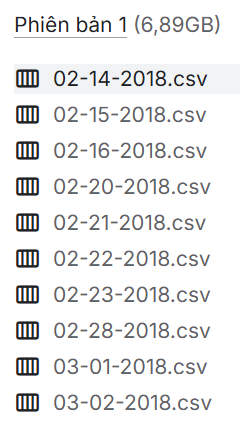 Phiên bản 1 (6,89GB)
02-14-2018.csv
02-15-2018.csv
02-16-2018.csv
02-20-2018.csv
02-21-2018.csv
02-22-2018.csv
02-23-2018.csv
02-28-2018.csv
03-01-2018.csv
03-02-2018.csv